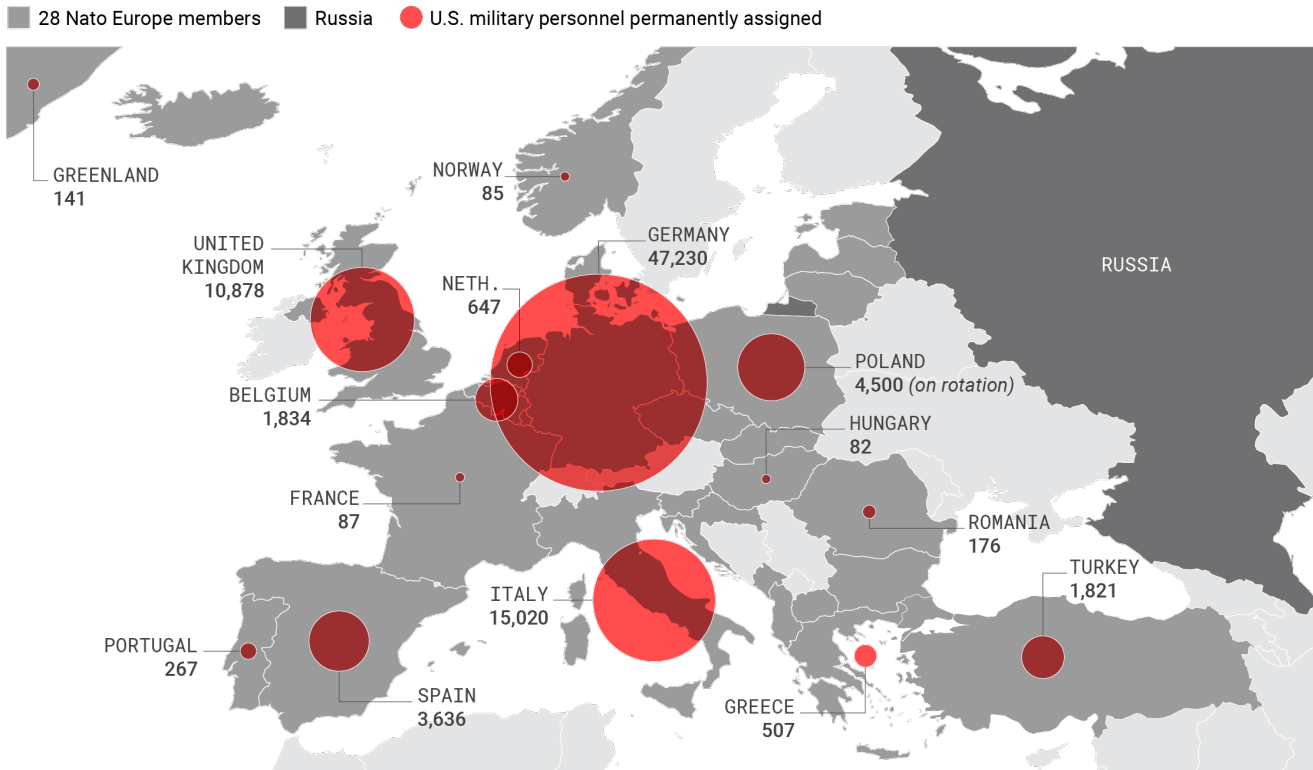 28 Nato Europe members
Russia
U.S. military personnel permanently assigned
GREENLAND
141
NORWAY
85
UNITED
KINGDOM
10,878
GERMANY
47,230
NETH.
647
RUSSIA
BELGIUM
1,834
POLAND
4,500 (on rotation)
HUNGARY
82
FRANCE
87
ROMANIA
176
ITALY
15,020
TURKEY
1,821
PORTUGAL
267
SPAIN
3,636
GREECE
507